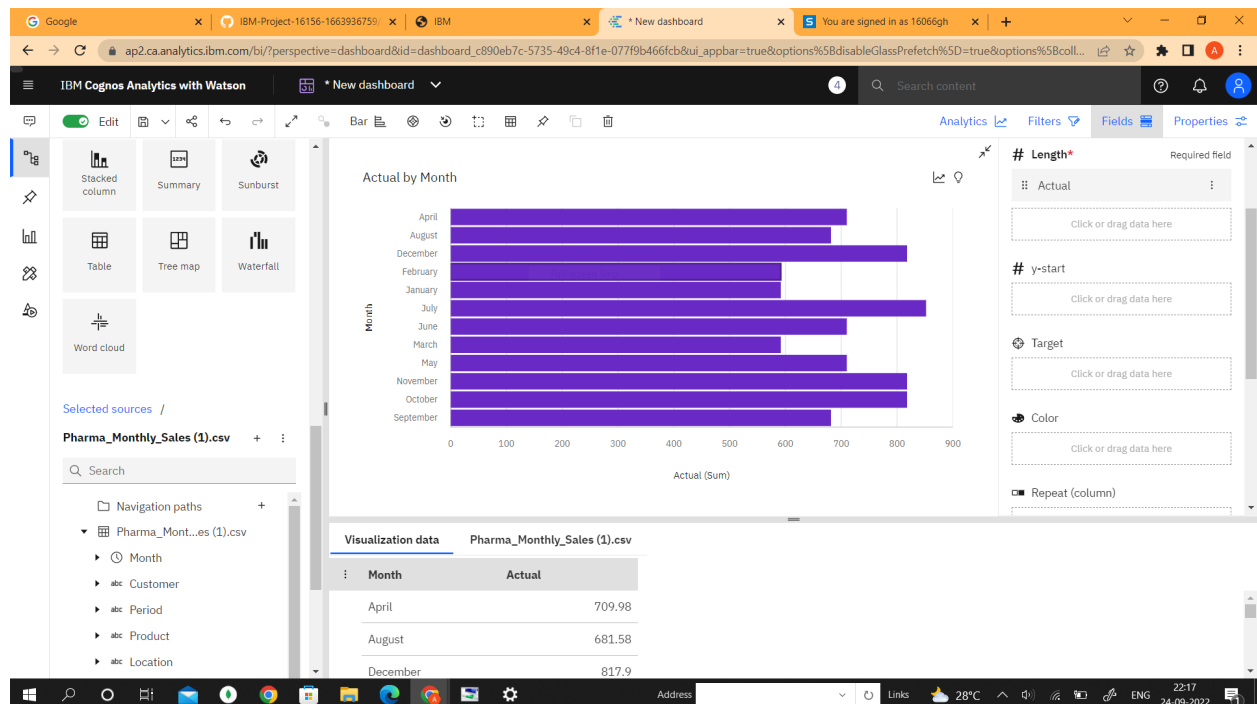 Google
IBM-Project-16156-1663936759/
IBM
* New dashboard
You are signed in as 16066gh
ap2.ca.analytics.ibm.com/bi/?perspective=dashboard&id=dashboard_c890eb7c-5735-49c4-8f1e-077f9b466fcb&ui_appbar=true&options%5BdisableGlassPrefetch%5D=true&options%5Bcoll...
A
IBM Cognos Analytics with Watson
* New dashboard
4
Search content
Edit
Bar
Analytics
Filters
Fields
Properties
Stacked
column
Summary
Sunburst
Table
Tree map
Waterfall
Word cloud
Selected sources /
Pharma_Monthly_Sales (1).csv
Search
Navigation paths
Pharma_Mont...es (1).csv
Month
abc Customer
abc Period
abc Product
abc Location
Actual by Month
Month
April
August
December
February
January
July
June
March
May
November
October
September
0 100 200 300 400 500 600 700 800 900
Actual (Sum)
# Length*
Required field
Actual
Click or drag data here
# y-start
Click or drag data here
Target
Click or drag data here
Color
Click or drag data here
Repeat (column)
Visualization data
Pharma_Monthly_Sales (1).csv
Month Actual
April 709.98
August 681.58
December 817.9
Address
Links
28°C
ENG
22:17
24-09-2022